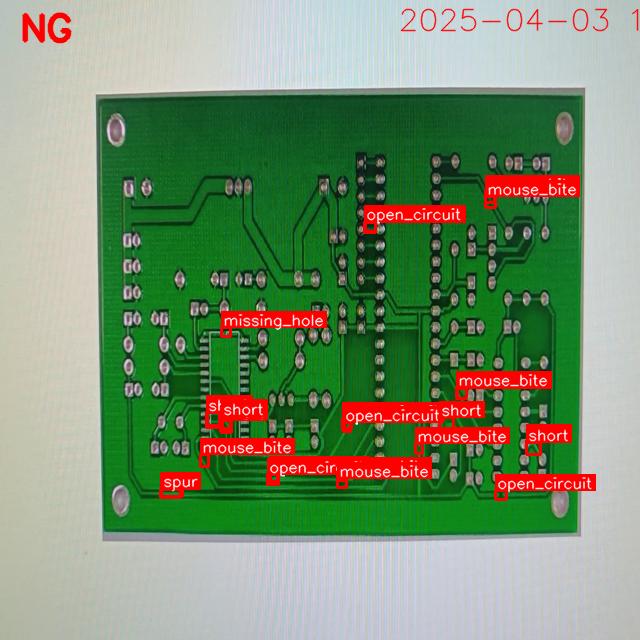 NG
2025-04-03 1
mouse_bite
open_circuit
missing_hole
mouse_bite
short
open_circuit
short
mouse_bite
short
mouse_bite
open_cir
mouse_bite
spur
open_circuit